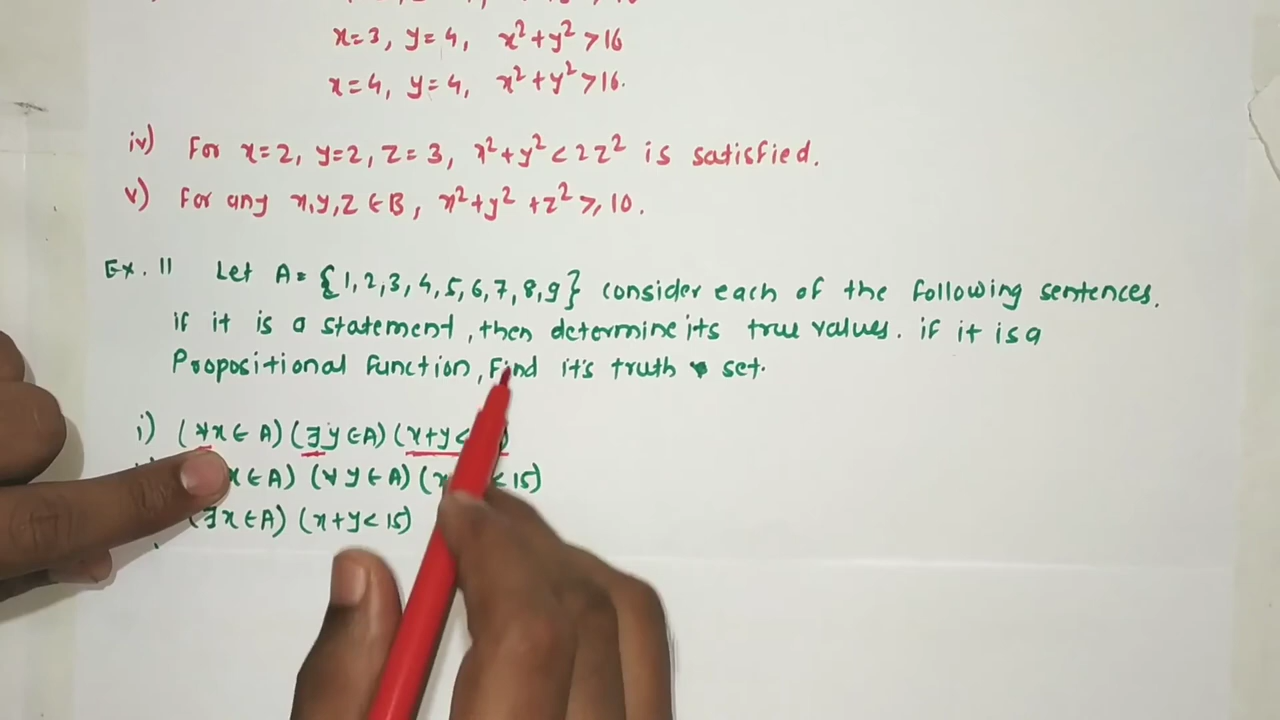 x=3, y=4, x²+y² >16
x=4, y=4, x²+y² >16.
iv) For x=2, y=2, z=3, x²+y² <2z² is satisfied.
v) For any x,y,z ∈ B, x²+y² +z² ≥ 10.
Ex. 11 Let A = {1,2,3,4,5,6,7,8,9} consider each of the following sentences.
if it is a statement, then determine its true values. if it is a
Propositional function, Find it's truth set.
i) (∀x ∈ A) (∃y ∈ A) (x+y<
x ∈ A) (∀ y ∈ A) ( < 15)
(∃x ∈ A) (x+y< 15)